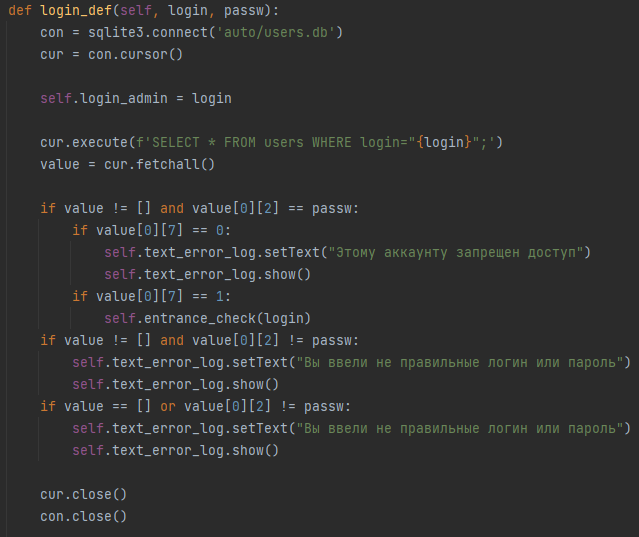 def login_def(self, login, passw):
    con = sqlite3.connect('auto/users.db')
    cur = con.cursor()

    self.login_admin = login

    cur.execute(f'SELECT * FROM users WHERE login="{login}";')
    value = cur.fetchall()

    if value != [] and value[0][2] == passw:
        if value[0][7] == 0:
            self.text_error_log.setText("Этому аккаунту запрещен доступ")
            self.text_error_log.show()
        if value[0][7] == 1:
            self.entrance_check(login)
    if value != [] and value[0][2] != passw:
        self.text_error_log.setText("Вы ввели не правильные логин или пароль")
        self.text_error_log.show()
    if value == [] or value[0][2] != passw:
        self.text_error_log.setText("Вы ввели не правильные логин или пароль")
        self.text_error_log.show()

    cur.close()
    con.close()